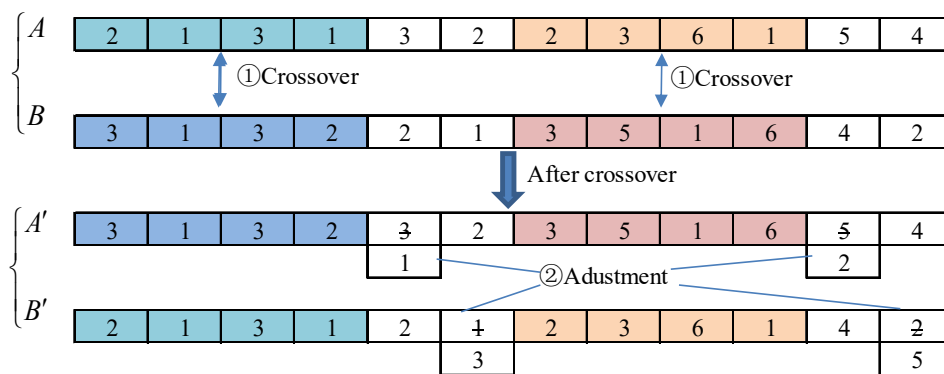 A 2 1 3 1 3 2 2 3 6 1 5 4
①Crossover ①Crossover
B 3 1 3 2 2 1 3 5 1 6 4 2
After crossover
A′ 3 1 3 2 3 2 3 5 1 6 5 4
1 2
②Adustment
B′ 2 1 3 1 2 1 2 3 6 1 4 2
3 5